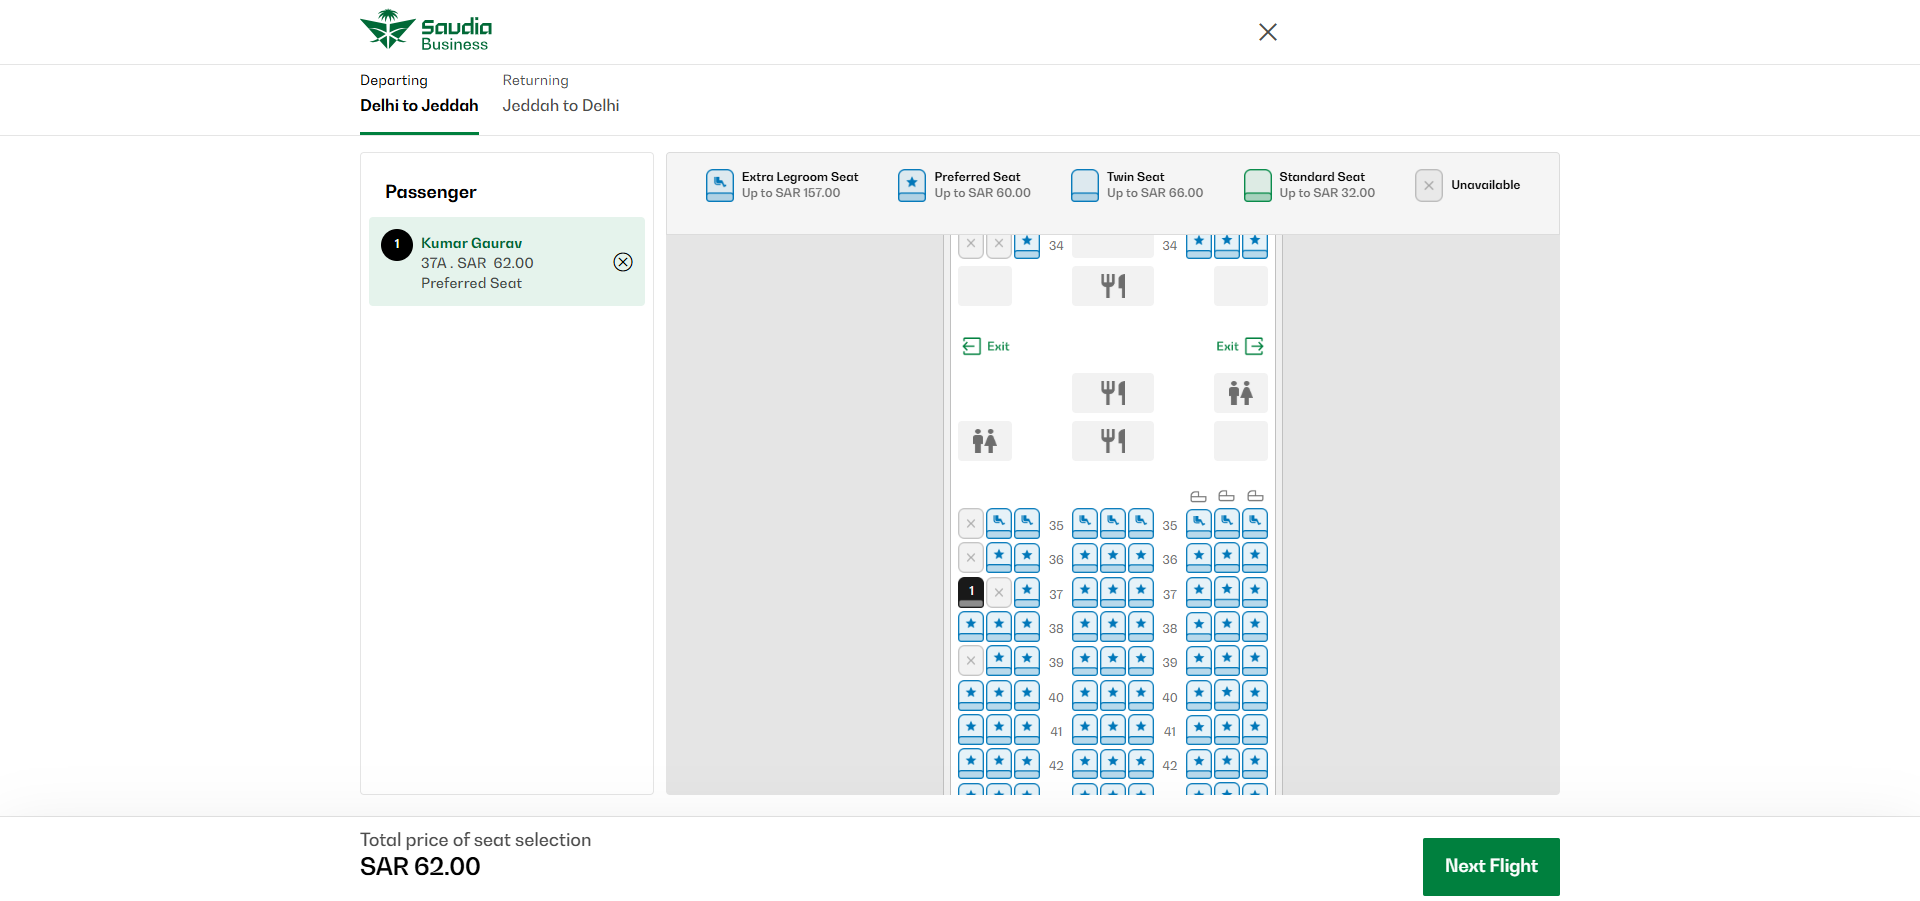 Saudia
Business
Departing
Delhi to Jeddah
Returning
Jeddah to Delhi
Passenger
1
Kumar Gaurav
37A . SAR 62.00
Preferred Seat
Extra Legroom Seat
Up to SAR 157.00
Preferred Seat
Up to SAR 60.00
Twin Seat
Up to SAR 66.00
Standard Seat
Up to SAR 32.00
Unavailable
34 34
Exit Exit
35 35
36 36
1 37 37
38 38
39 39
40 40
41 41
42 42
Total price of seat selection
SAR 62.00
Next Flight